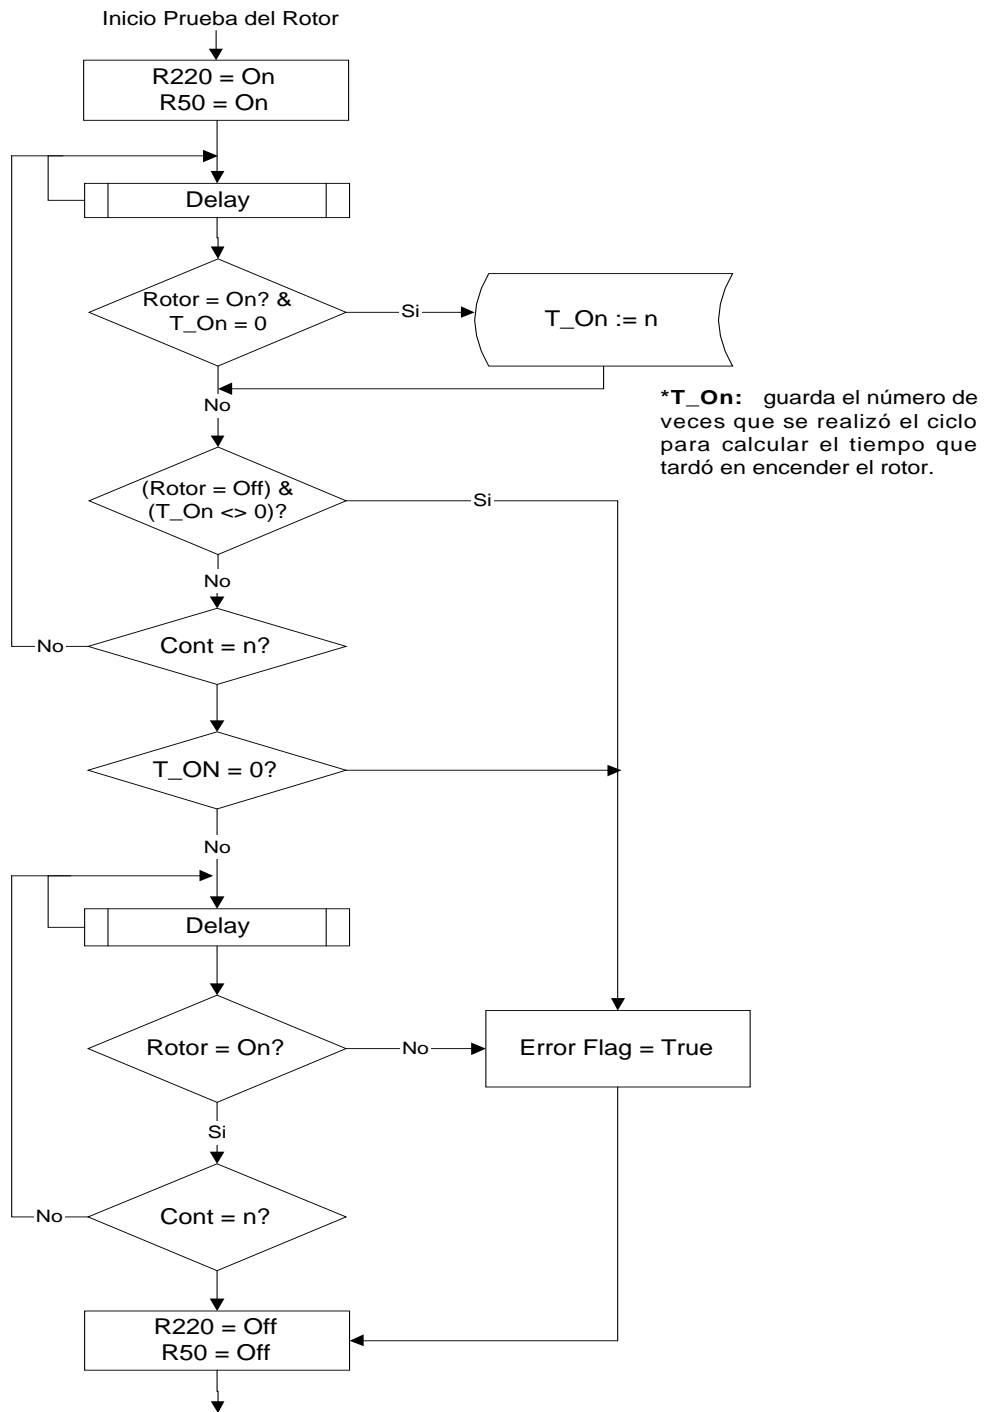 Inicio Prueba del Rotor
R220 = On
R50 = On
Delay
Rotor = On? &
T_On = 0
Si
T_On := n
No
*T_On: guarda el número de
veces que se realizó el ciclo
para calcular el tiempo que
tardó en encender el rotor.
(Rotor = Off) &
(T_On <> 0)?
Si
No
Cont = n?
No
T_ON = 0?
No
Delay
Rotor = On?
No
Error Flag = True
Si
Cont = n?
No
R220 = Off
R50 = Off